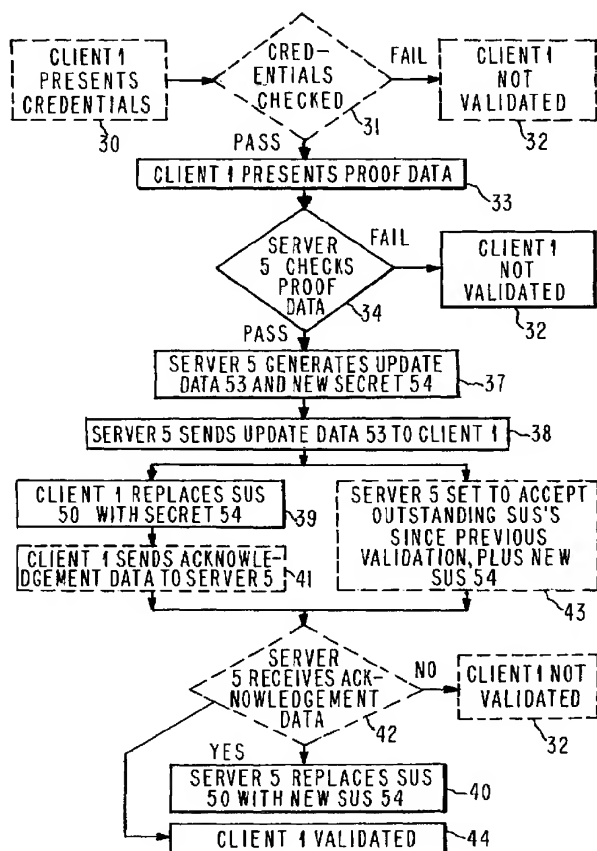 CLIENT 1
PRESENTS
CREDENTIALS
30
CRED-
ENTIALS
CHECKED
31
FAIL
CLIENT 1
NOT
VALIDATED
32
PASS
CLIENT 1 PRESENTS PROOF DATA
33
SERVER
5 CHECKS
PROOF
DATA
34
FAIL
CLIENT 1
NOT
VALIDATED
32
PASS
SERVER 5 GENERATES UPDATE
DATA 53 AND NEW SECRET 54
37
SERVER 5 SENDS UPDATE DATA 53 TO CLIENT 1
38
CLIENT 1 REPLACES SUS
50 WITH SECRET 54
39
CLIENT 1 SENDS ACKNOWLE-
DGEMENT DATA TO SERVER 5
41
SERVER 5 SET TO ACCEPT
OUTSTANDING SUS'S
SINCE PREVIOUS
VALIDATION, PLUS NEW
SUS 54
43
SERVER
5 RECEIVES ACK-
NOWLEDGEMENT
DATA
42
NO
CLIENT 1 NOT
VALIDATED
32
YES
SERVER 5 REPLACES SUS
50 WITH NEW SUS 54
40
CLIENT 1 VALIDATED
44